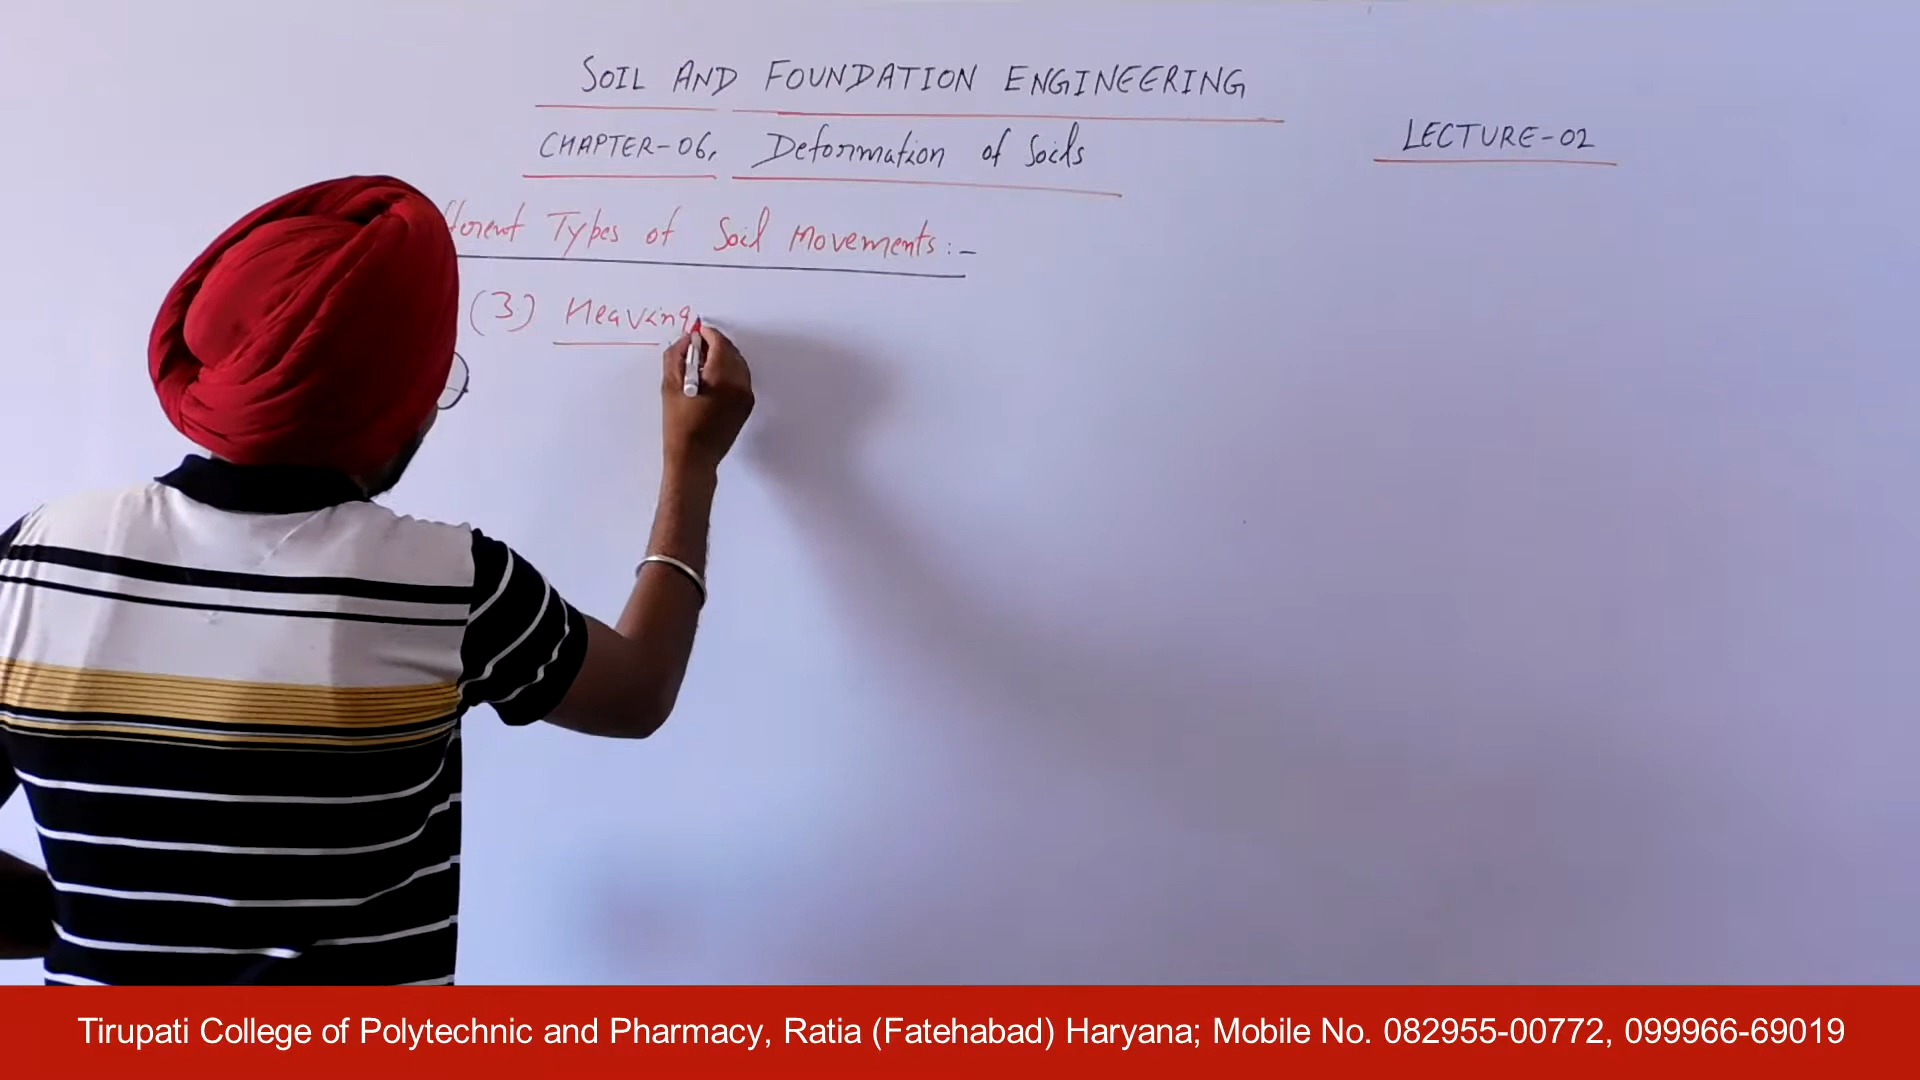 SOIL AND FOUNDATION ENGINEERING
CHAPTER-06, Deformation of Soils
LECTURE-02
Types of Soil Movements:-
(3) Heaving
Tirupati College of Polytechnic and Pharmacy, Ratia (Fatehabad) Haryana; Mobile No. 082955-00772, 099966-69019